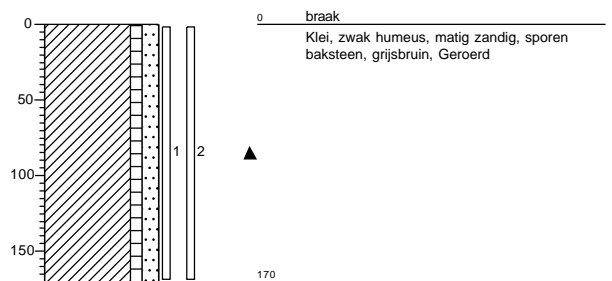 0
50
100
150
1
2
0 braak
Klei, zwak humeus, matig zandig, sporen
baksteen, grijsbruin, Geroerd
170